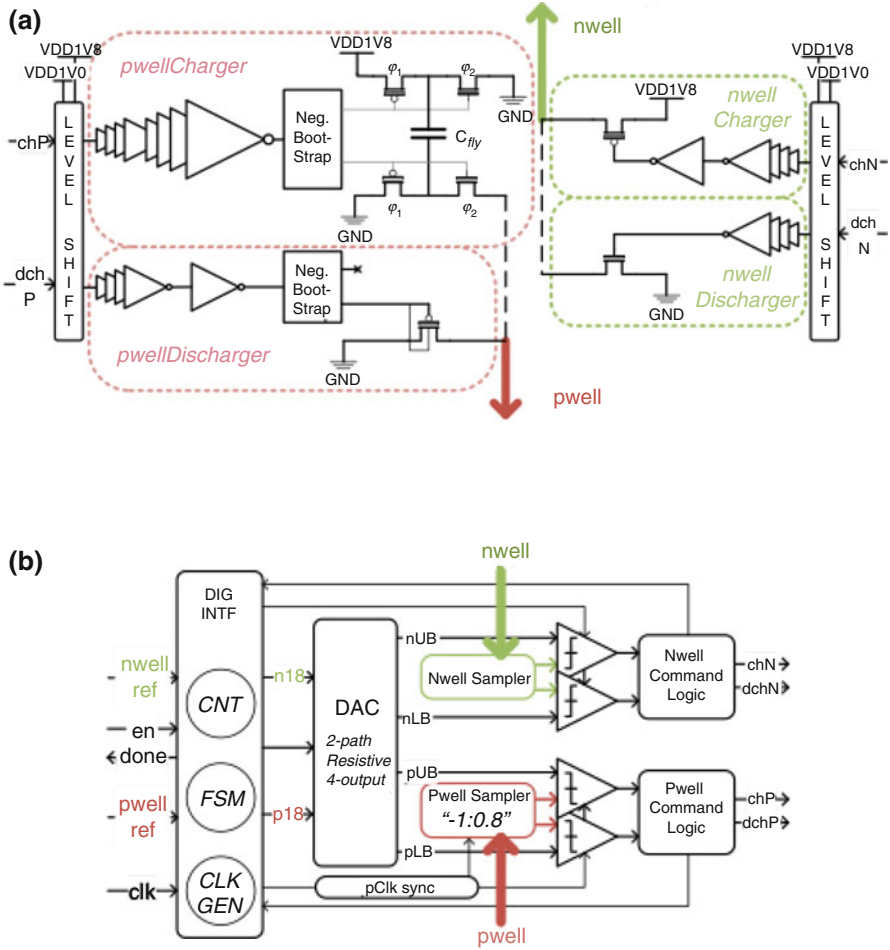 (a)
nwell
VDD1V8
VDD1V0
pwellCharger
VDD1V8
φ1
φ2
GND
Neg.
Boot-
Strap
Cfly
φ1
φ2
GND
LEVEL SHIFT
chP
dch
P
Neg.
Boot-
Strap
pwellDischarger
GND
pwell
VDD1V8
nwell
Charger
VDD1V8
VDD1V0
LEVEL SHIFT
chN
dch
N
nwell
Discharger
GND
(b)
nwell
DIG
INTF
nwell
ref
CNT
en
done
FSM
pwell
ref
clk
CLK
GEN
n18
p18
DAC
2-path
Resistive
4-output
nUB
Nwell Sampler
nLB
pUB
Pwell Sampler
“-1:0.8”
pLB
pClk sync
pwell
Nwell
Command
Logic
chN
dchN
Pwell
Command
Logic
chP
dchP